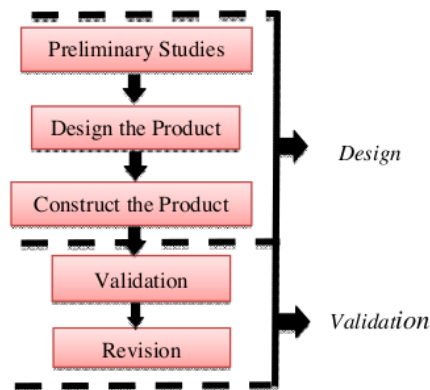 Preliminary Studies
Design the Product
Design
Construct the Product
Validation
Validation
Revision